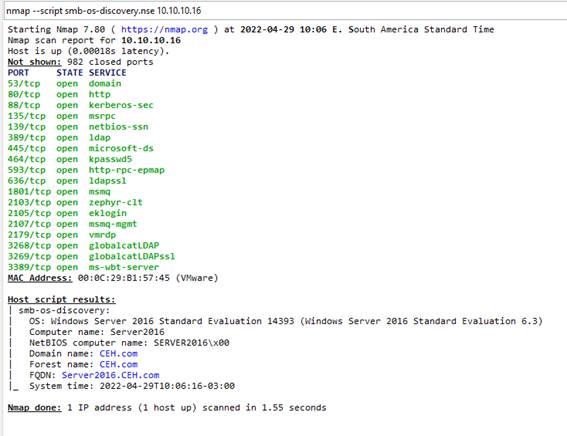 nmap --script smb-os-discovery.nse 10.10.10.16
Starting Nmap 7.80 ( https://nmap.org ) at 2022-04-29 10:06 E. South America Standard Time
Nmap scan report for 10.10.10.16
Host is up (0.00018s latency).
Not shown: 982 closed ports
PORT     STATE SERVICE
53/tcp   open  domain
80/tcp   open  http
88/tcp   open  kerberos-sec
135/tcp  open  msrpc
139/tcp  open  netbios-ssn
389/tcp  open  ldap
445/tcp  open  microsoft-ds
464/tcp  open  kpasswd5
593/tcp  open  http-rpc-epmap
636/tcp  open  ldapssl
1801/tcp open  msmq
2103/tcp open  zephyr-clt
2105/tcp open  eklogin
2107/tcp open  msmq-mgmt
2179/tcp open  vmrdp
3268/tcp open  globalcatLDAP
3269/tcp open  globalcatLDAPssl
3389/tcp open  ms-wbt-server
MAC Address: 00:0C:29:B1:57:45 (VMware)
Host script results:
| smb-os-discovery:
|   OS: Windows Server 2016 Standard Evaluation 14393 (Windows Server 2016 Standard Evaluation 6.3)
|   Computer name: Server2016
|   NetBIOS computer name: SERVER2016\x00
|   Domain name: CEH.com
|   Forest name: CEH.com
|   FQDN: Server2016.CEH.com
|_  System time: 2022-04-29T10:06:16-03:00
Nmap done: 1 IP address (1 host up) scanned in 1.55 seconds